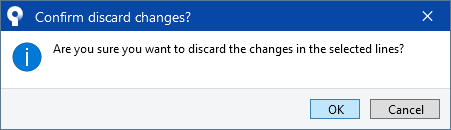 Confirm discard changes?
Are you sure you want to discard the changes in the selected lines?
OK
Cancel